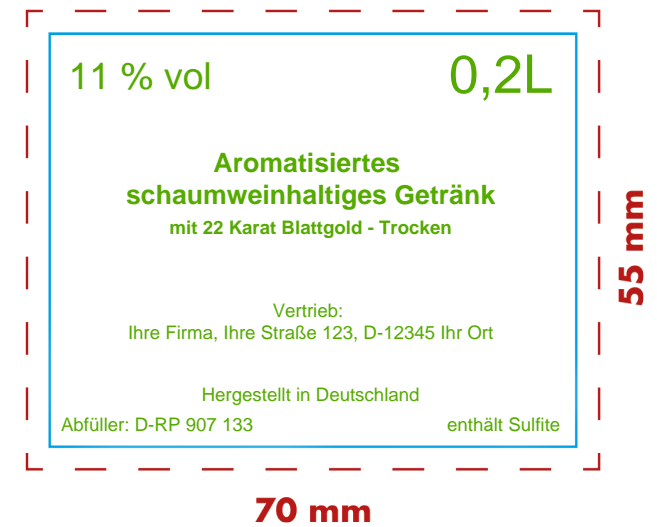 11 % vol
0,2L
Aromatisiertes
schaumweinhaltiges Getränk
mit 22 Karat Blattgold - Trocken
Vertrieb:
Ihre Firma, Ihre Straße 123, D-12345 Ihr Ort
Hergestellt in Deutschland
Abfüller: D-RP 907 133
enthält Sulfite
55 mm
70 mm